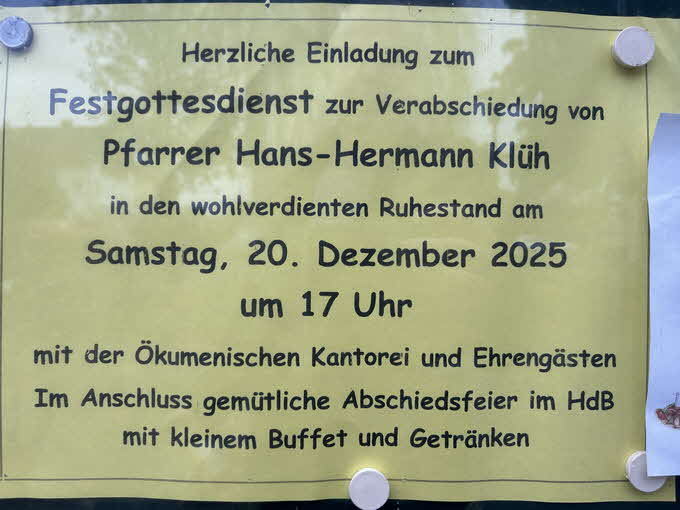 Herzliche Einladung zum
Festgottesdienst zur Verabschiedung von
Pfarrer Hans-Hermann Klüh
in den wohlverdienten Ruhestand am
Samstag, 20. Dezember 2025
um 17 Uhr
mit der Ökumenischen Kantorei und Ehrengästen
Im Anschluss gemütliche Abschiedsfeier im HdB
mit kleinem Buffet und Getränken